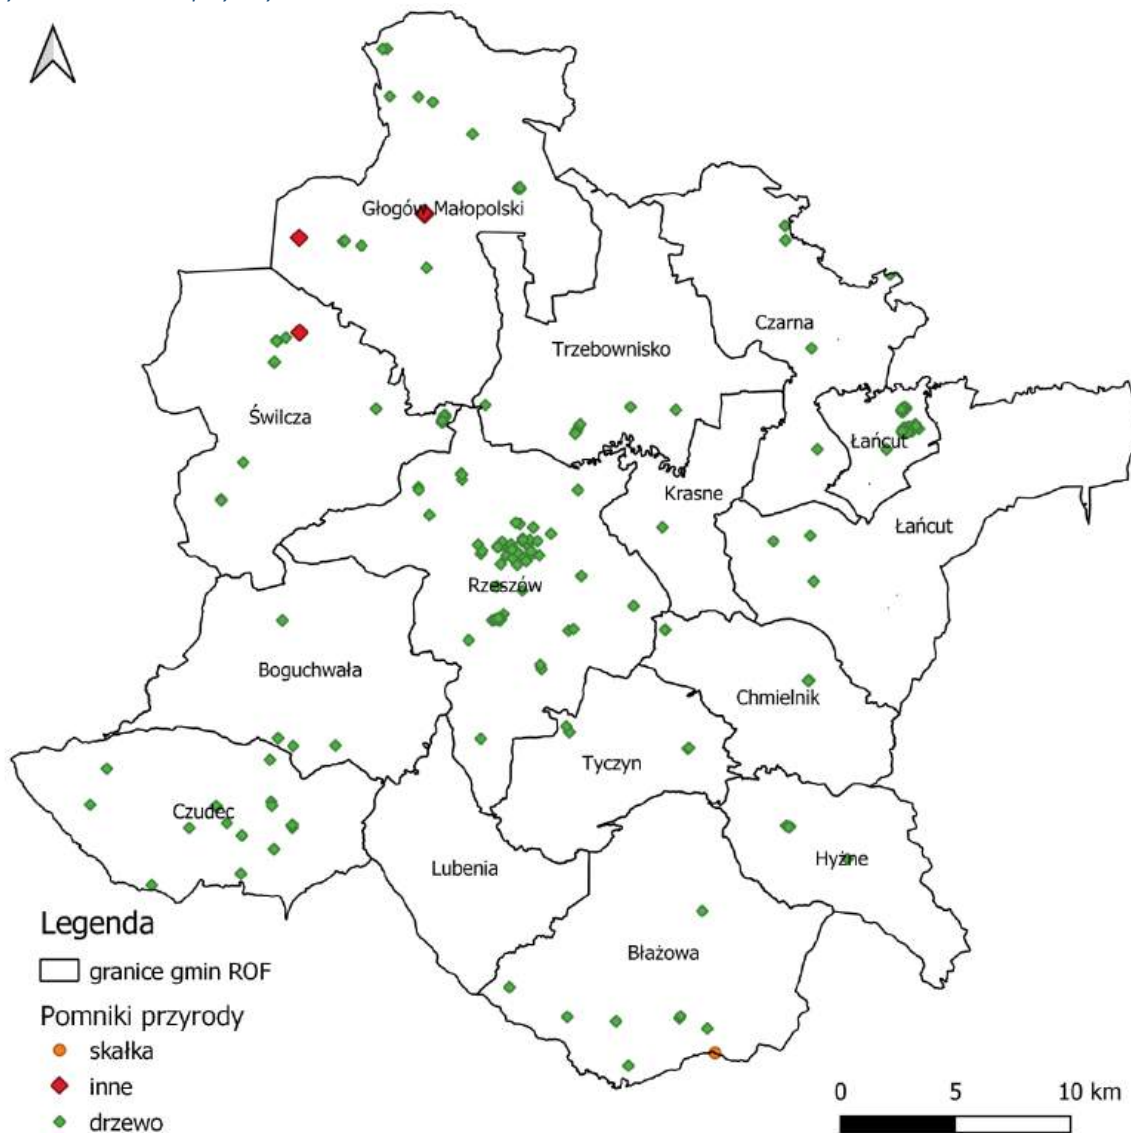 Głogów Małopolski
Czarna
Trzebownisko
Świlcza
Łańcut
Krasne
Łańcut
Rzeszów
Boguchwała
Chmielnik
Tyczyn
Czudec
Lubenia
Hyżne
Błażowa
Legenda
granice gmin ROF
Pomniki przyrody
skałka
inne
drzewo
0 5 10 km